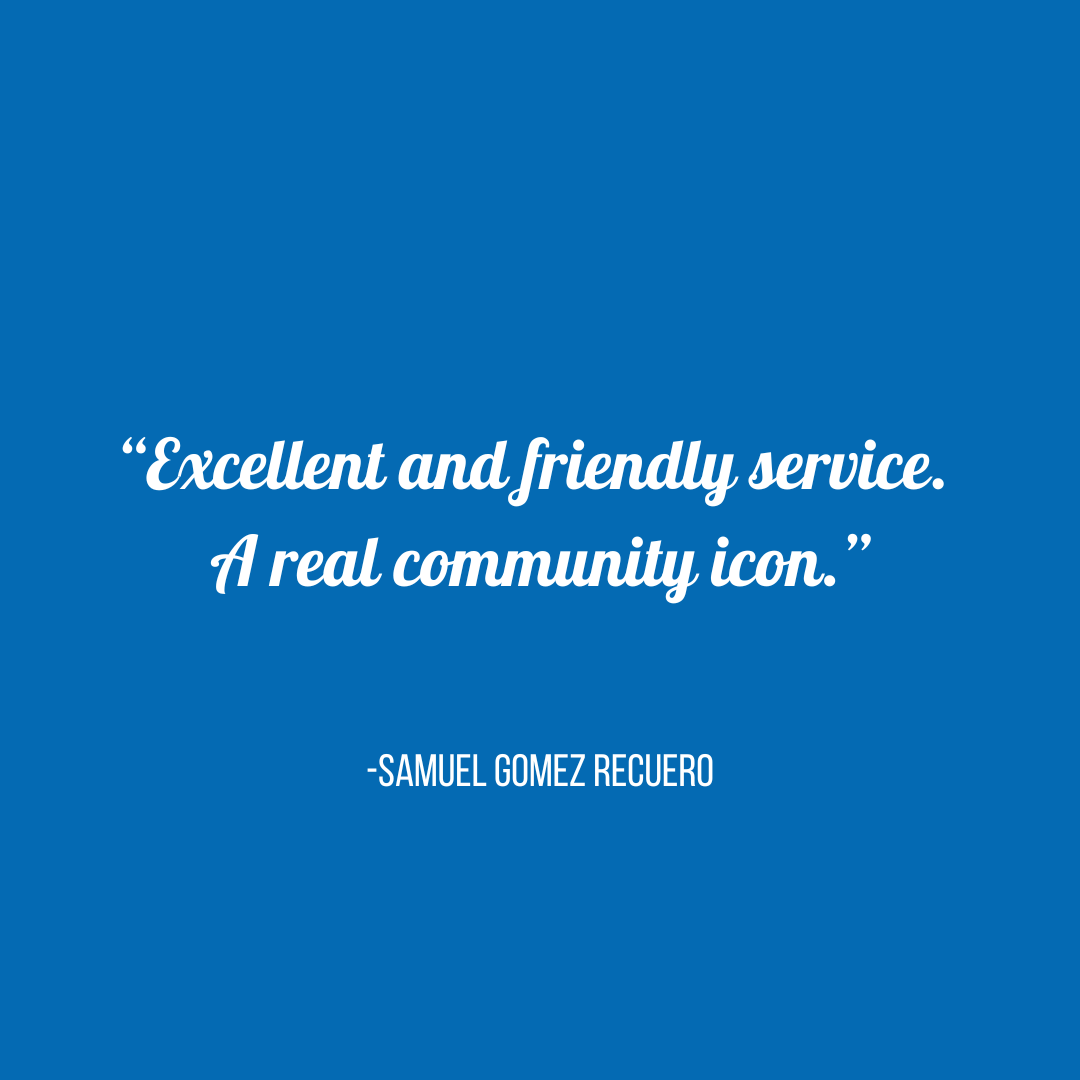 “Excellent and friendly service.
A real community icon.”
-SAMUEL GOMEZ RECUERO